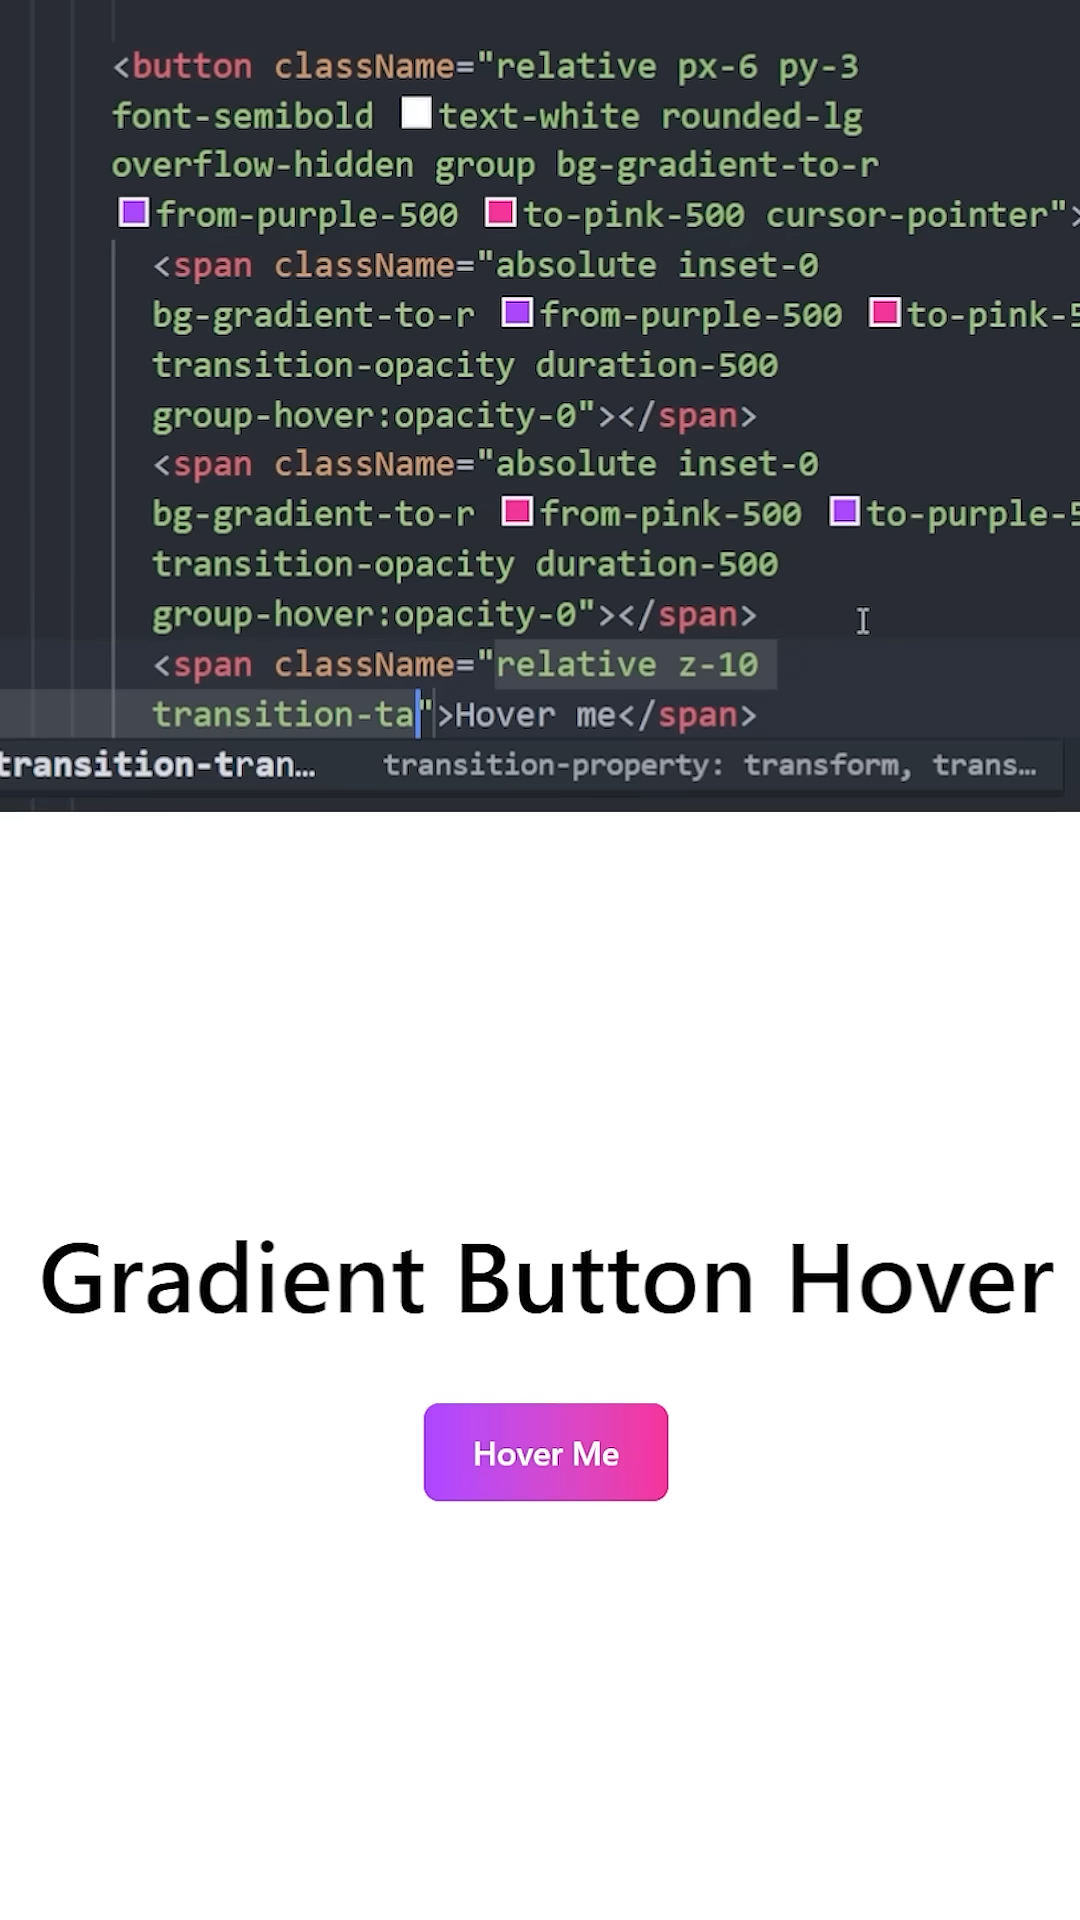 <button className="relative px-6 py-3
font-semibold text-white rounded-lg
overflow-hidden group bg-gradient-to-r
from-purple-500 to-pink-500 cursor-pointer">
<span className="absolute inset-0
bg-gradient-to-r from-purple-500 to-pink-5
transition-opacity duration-500
group-hover:opacity-0"></span>
<span className="absolute inset-0
bg-gradient-to-r from-pink-500 to-purple-5
transition-opacity duration-500
group-hover:opacity-0"></span>
<span className="relative z-10
transition-ta">Hover me</span>
transition-tran… transition-property: transform, trans…
Gradient Button Hover
Hover Me